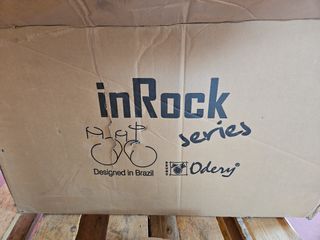 inRock
series
Designed in Brazil
Odery®